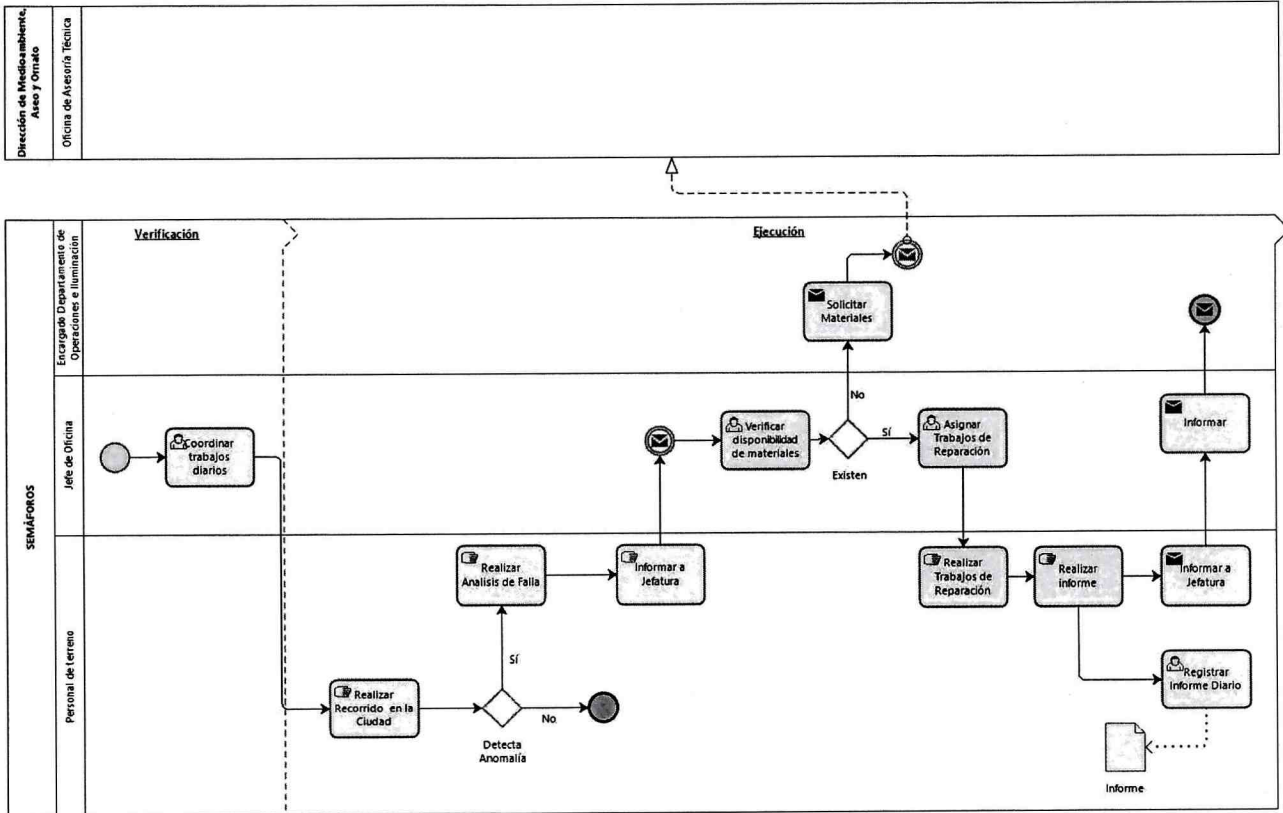 Dirección de Medioambiente,
Aseo y Ornato
Oficina de Asesoría Técnica
SEMÁFOROS
Encargado Departamento de
Operaciones e Iluminación
Jefe de Oficina
Personal de terreno
Verificación
Ejecución
Solicitar
Materiales
No
Coordinar
trabajos
diarios
Verificar
disponibilidad
de materiales
Existen
Sí
Asignar
Trabajos de
Reparación
Informar
Realizar
Analisis de Falla
Informar a
Jefatura
Realizar
Trabajos de
Reparación
Realizar
informe
Informar a
Jefatura
Sí
Realizar
Recorrido en la
Ciudad
No
Detecta
Anomalía
Registrar
Informe Diario
Informe